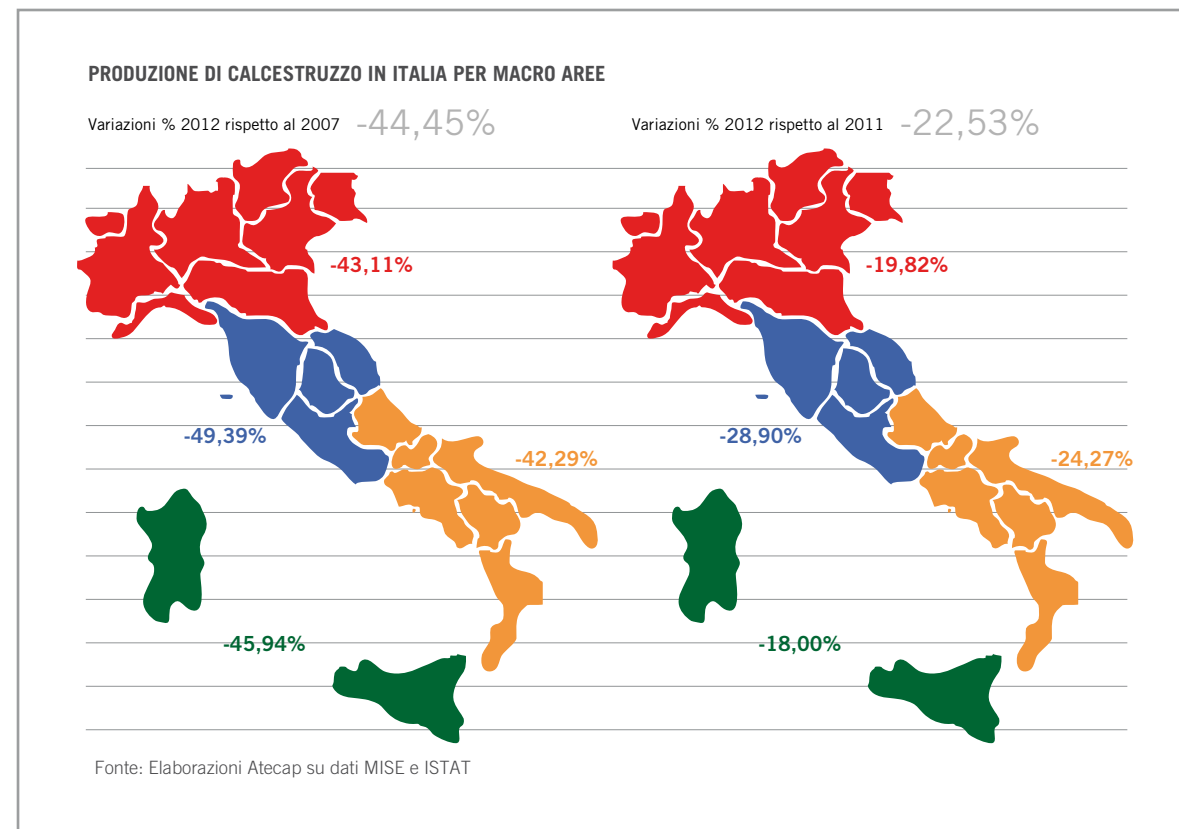 PRODUZIONE DI CALCESTRUZZO IN ITALIA PER MACRO AREE
Variazioni % 2012 rispetto al 2007 -44,45%
Variazioni % 2012 rispetto al 2011 -22,53%
-43,11%
-19,82%
-49,39%
-42,29%
-28,90%
-24,27%
-45,94%
-18,00%
Fonte: Elaborazioni Atecap su dati MISE e ISTAT